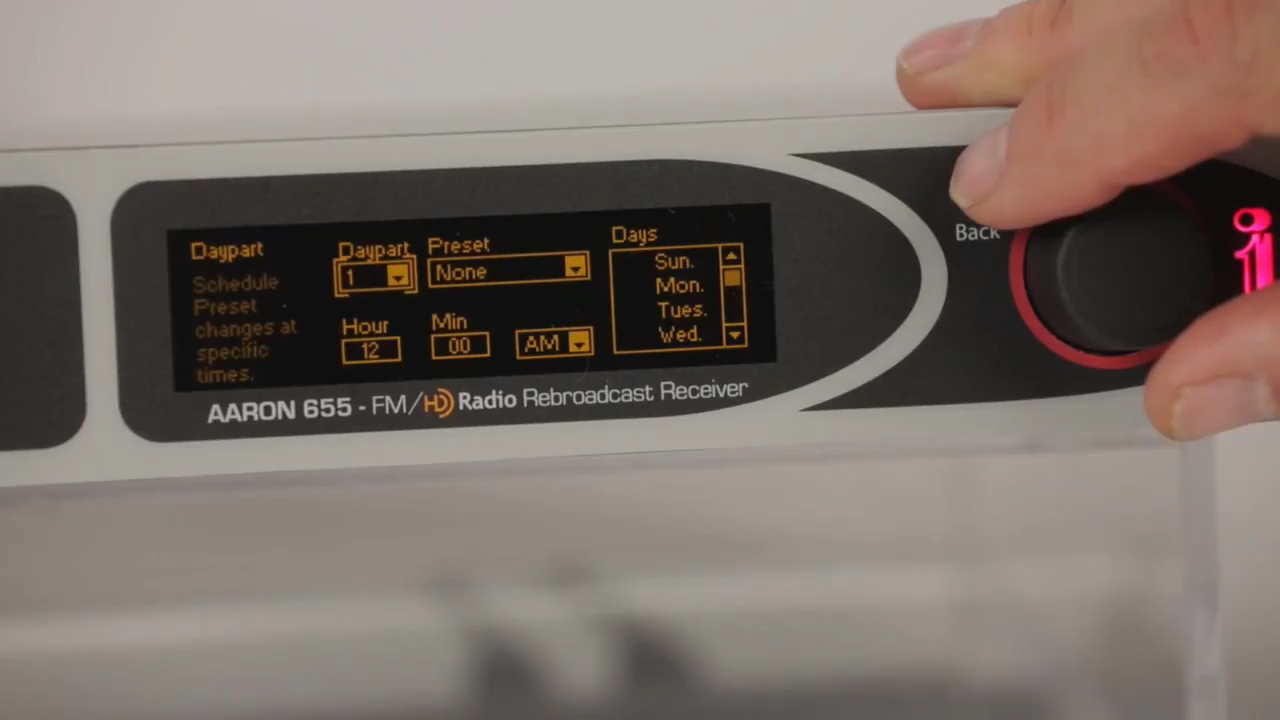 Daypart
Schedule
Preset
changes at
specific
times.
Daypart
1
Preset
None
Hour
12
Min
00
AM
Days
Sun.
Mon.
Tues.
Wed.
AARON 655 - FM/HD Radio Rebroadcast Receiver
Back